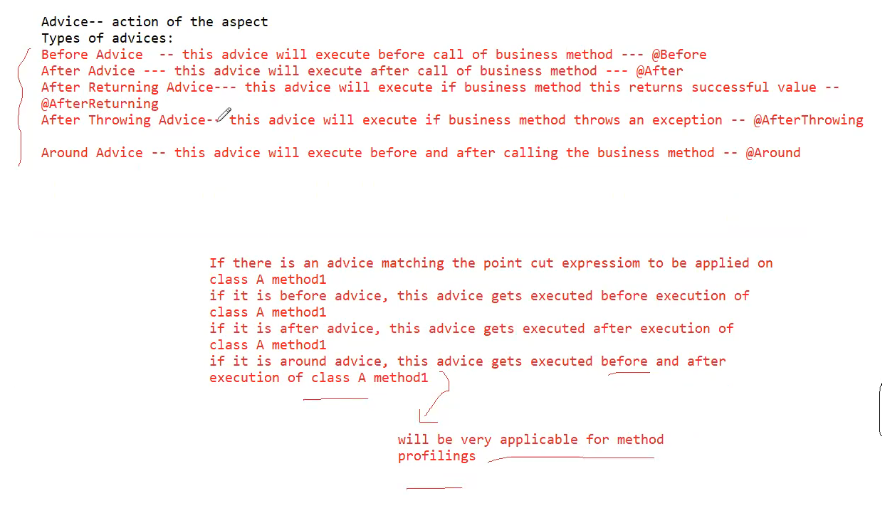 Advice-- action of the aspect
Types of advices:
Before Advice  -- this advice will execute before call of business method --- @Before
After Advice --- this advice will execute after call of business method --- @After
After Returning Advice--- this advice will execute if business method this returns successful value --
@AfterReturning
After Throwing Advice-- this advice will execute if business method throws an exception -- @AfterThrowing
Around Advice -- this advice will execute before and after calling the business method -- @Around
If there is an advice matching the point cut expressiom to be applied on
class A method1
if it is before advice, this advice gets executed before execution of
class A method1
if it is after advice, this advice gets executed after execution of
class A method1
if it is around advice, this advice gets executed before and after
execution of class A method1
will be very applicable for method
profilings